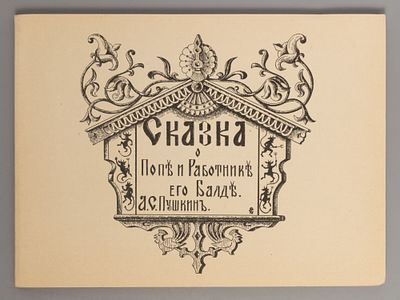 Сказка
о
Попѣ и Работникѣ
его Балдѣ.
А.С.Пушкинъ.